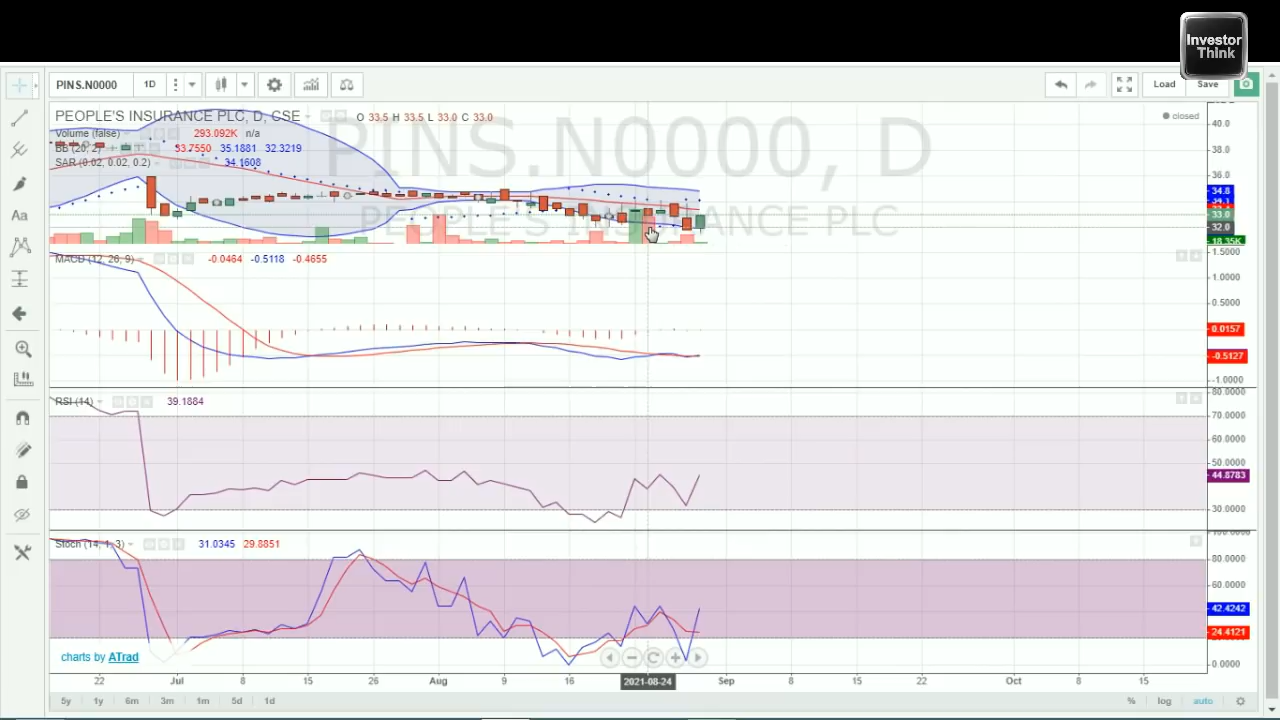 Investor
Think
PINS.N0000 1D Load Save
PEOPLE'S INSURANCE PLC, D, CSE O 33.5 H 33.5 L 33.0 C 33.0
closed
Volume (false) 293.092K n/a
BB (20, 2) 33.7550 35.1881 32.3219
SAR (0.02, 0.02, 0.2) 34.1608
PINS.N0000, D
PEOPLE'S INSURANCE PLC
40.0
38.0
36.0
34.8
34.1
33.0
32.0
18.35K
MACD (12, 26, 9) -0.0464 -0.5118 -0.4655
1.5000
1.0000
0.5000
0.0157
-0.5127
-1.0000
RSI (14) 39.1884
80.0000
70.0000
60.0000
50.0000
44.8783
30.0000
Stoch (14, 1, 3) 31.0345 29.8851
100.0000
80.0000
60.0000
42.4242
24.4121
0.0000
charts by ATrad
22 Jul 8 15 26 Aug 9 16 2021-08-24 Sep 8 15 22 Oct 8 15
5y 1y 6m 3m 1m 5d 1d % log auto